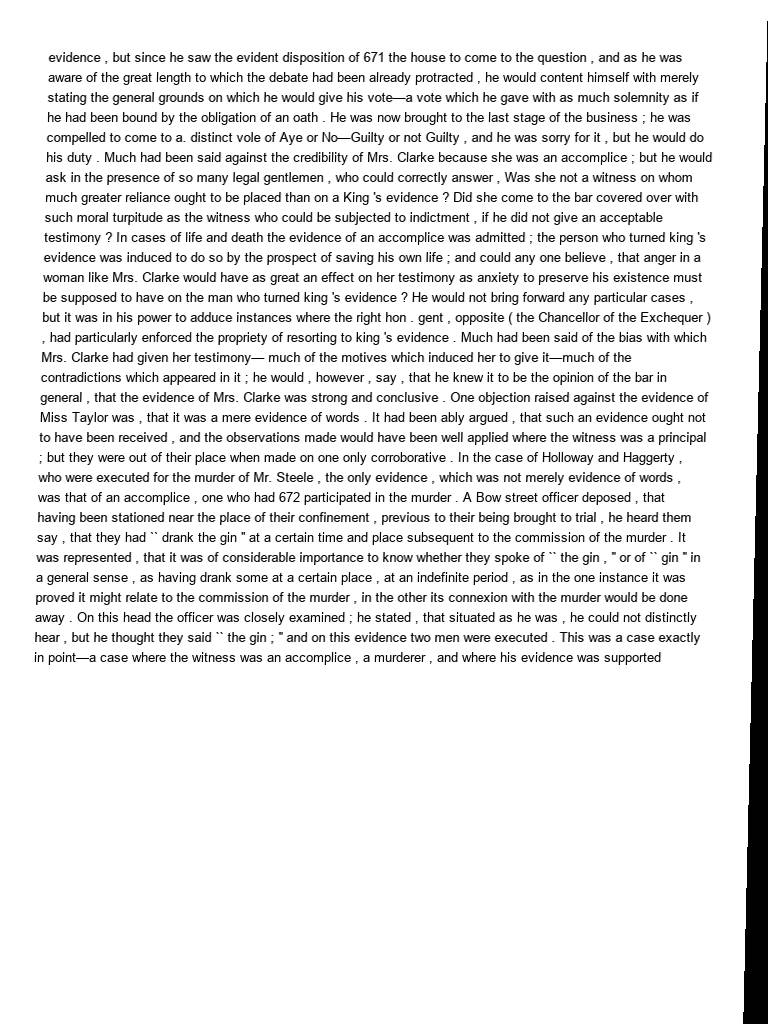 evidence , but since he saw the evident disposition of 671 the house to come to the question , and as he was
aware of the great length to which the debate had been already protracted , he would content himself with merely
stating the general grounds on which he would give his vote—a vote which he gave with as much solemnity as if
he had been bound by the obligation of an oath . He was now brought to the last stage of the business ; he was
compelled to come to a. distinct vole of Aye or No—Guilty or not Guilty , and he was sorry for it , but he would do
his duty . Much had been said against the credibility of Mrs. Clarke because she was an accomplice ; but he would
ask in the presence of so many legal gentlemen , who could correctly answer , Was she not a witness on whom
much greater reliance ought to be placed than on a King 's evidence ? Did she come to the bar covered over with
such moral turpitude as the witness who could be subjected to indictment , if he did not give an acceptable
testimony ? In cases of life and death the evidence of an accomplice was admitted ; the person who turned king 's
evidence was induced to do so by the prospect of saving his own life ; and could any one believe , that anger in a
woman like Mrs. Clarke would have as great an effect on her testimony as anxiety to preserve his existence must
be supposed to have on the man who turned king 's evidence ? He would not bring forward any particular cases ,
but it was in his power to adduce instances where the right hon . gent , opposite ( the Chancellor of the Exchequer )
, had particularly enforced the propriety of resorting to king 's evidence . Much had been said of the bias with which
Mrs. Clarke had given her testimony— much of the motives which induced her to give it—much of the
contradictions which appeared in it ; he would , however , say , that he knew it to be the opinion of the bar in
general , that the evidence of Mrs. Clarke was strong and conclusive . One objection raised against the evidence of
Miss Taylor was , that it was a mere evidence of words . It had been ably argued , that such an evidence ought not
to have been received , and the observations made would have been well applied where the witness was a principal
; but they were out of their place when made on one only corroborative . In the case of Holloway and Haggerty ,
who were executed for the murder of Mr. Steele , the only evidence , which was not merely evidence of words ,
was that of an accomplice , one who had 672 participated in the murder . A Bow street officer deposed , that
having been stationed near the place of their confinement , previous to their being brought to trial , he heard them
say , that they had `` drank the gin " at a certain time and place subsequent to the commission of the murder . It
was represented , that it was of considerable importance to know whether they spoke of `` the gin , " or of `` gin " in
a general sense , as having drank some at a certain place , at an indefinite period , as in the one instance it was
proved it might relate to the commission of the murder , in the other its connexion with the murder would be done
away . On this head the officer was closely examined ; he stated , that situated as he was , he could not distinctly
hear , but he thought they said `` the gin ; " and on this evidence two men were executed . This was a case exactly
in point—a case where the witness was an accomplice , a murderer , and where his evidence was supported